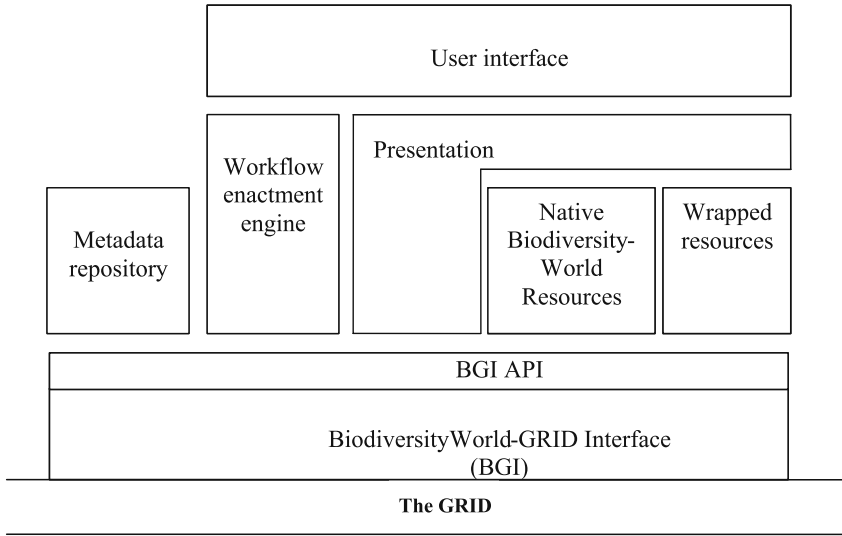 User interface
Presentation
Workflow
enactment
engine
Metadata
repository
Native
Biodiversity-
World
Resources
Wrapped
resources
BGI API
BiodiversityWorld-GRID Interface
(BGI)
The GRID